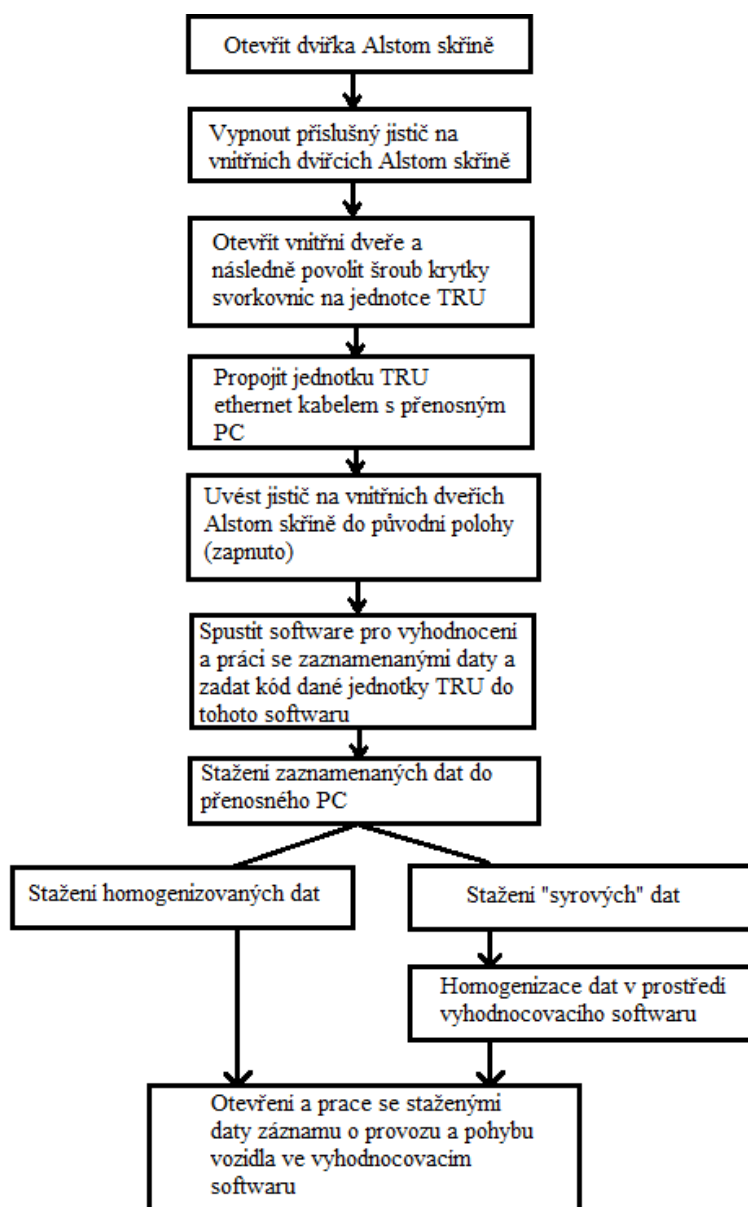 Otevřít dvířka Alstom skříně
Vypnout příslušný jistič na
vnitřních dvířcích Alstom skříně
Otevřít vnitřní dveře a
následně povolit šroub krytky
svorkovnic na jednotce TRU
Propojit jednotku TRU
ethernet kabelem s přenosným
PC
Uvést jistič na vnitřních dveřích
Alstom skříně do původní polohy
(zapnuto)
Spustit software pro vyhodnocení
a práci se zaznamenanými daty a
zadat kód dané jednotky TRU do
tohoto softwaru
Stažení zaznamenaných dat do
přenosného PC
Stažení homogenizovaných dat
Stažení "syrových" dat
Homogenizace dat v prostředí
vyhodnocovacího softwaru
Otevření a prace se staženými
daty záznamu o provozu a pohybu
vozidla ve vyhodnocovacím
softwaru